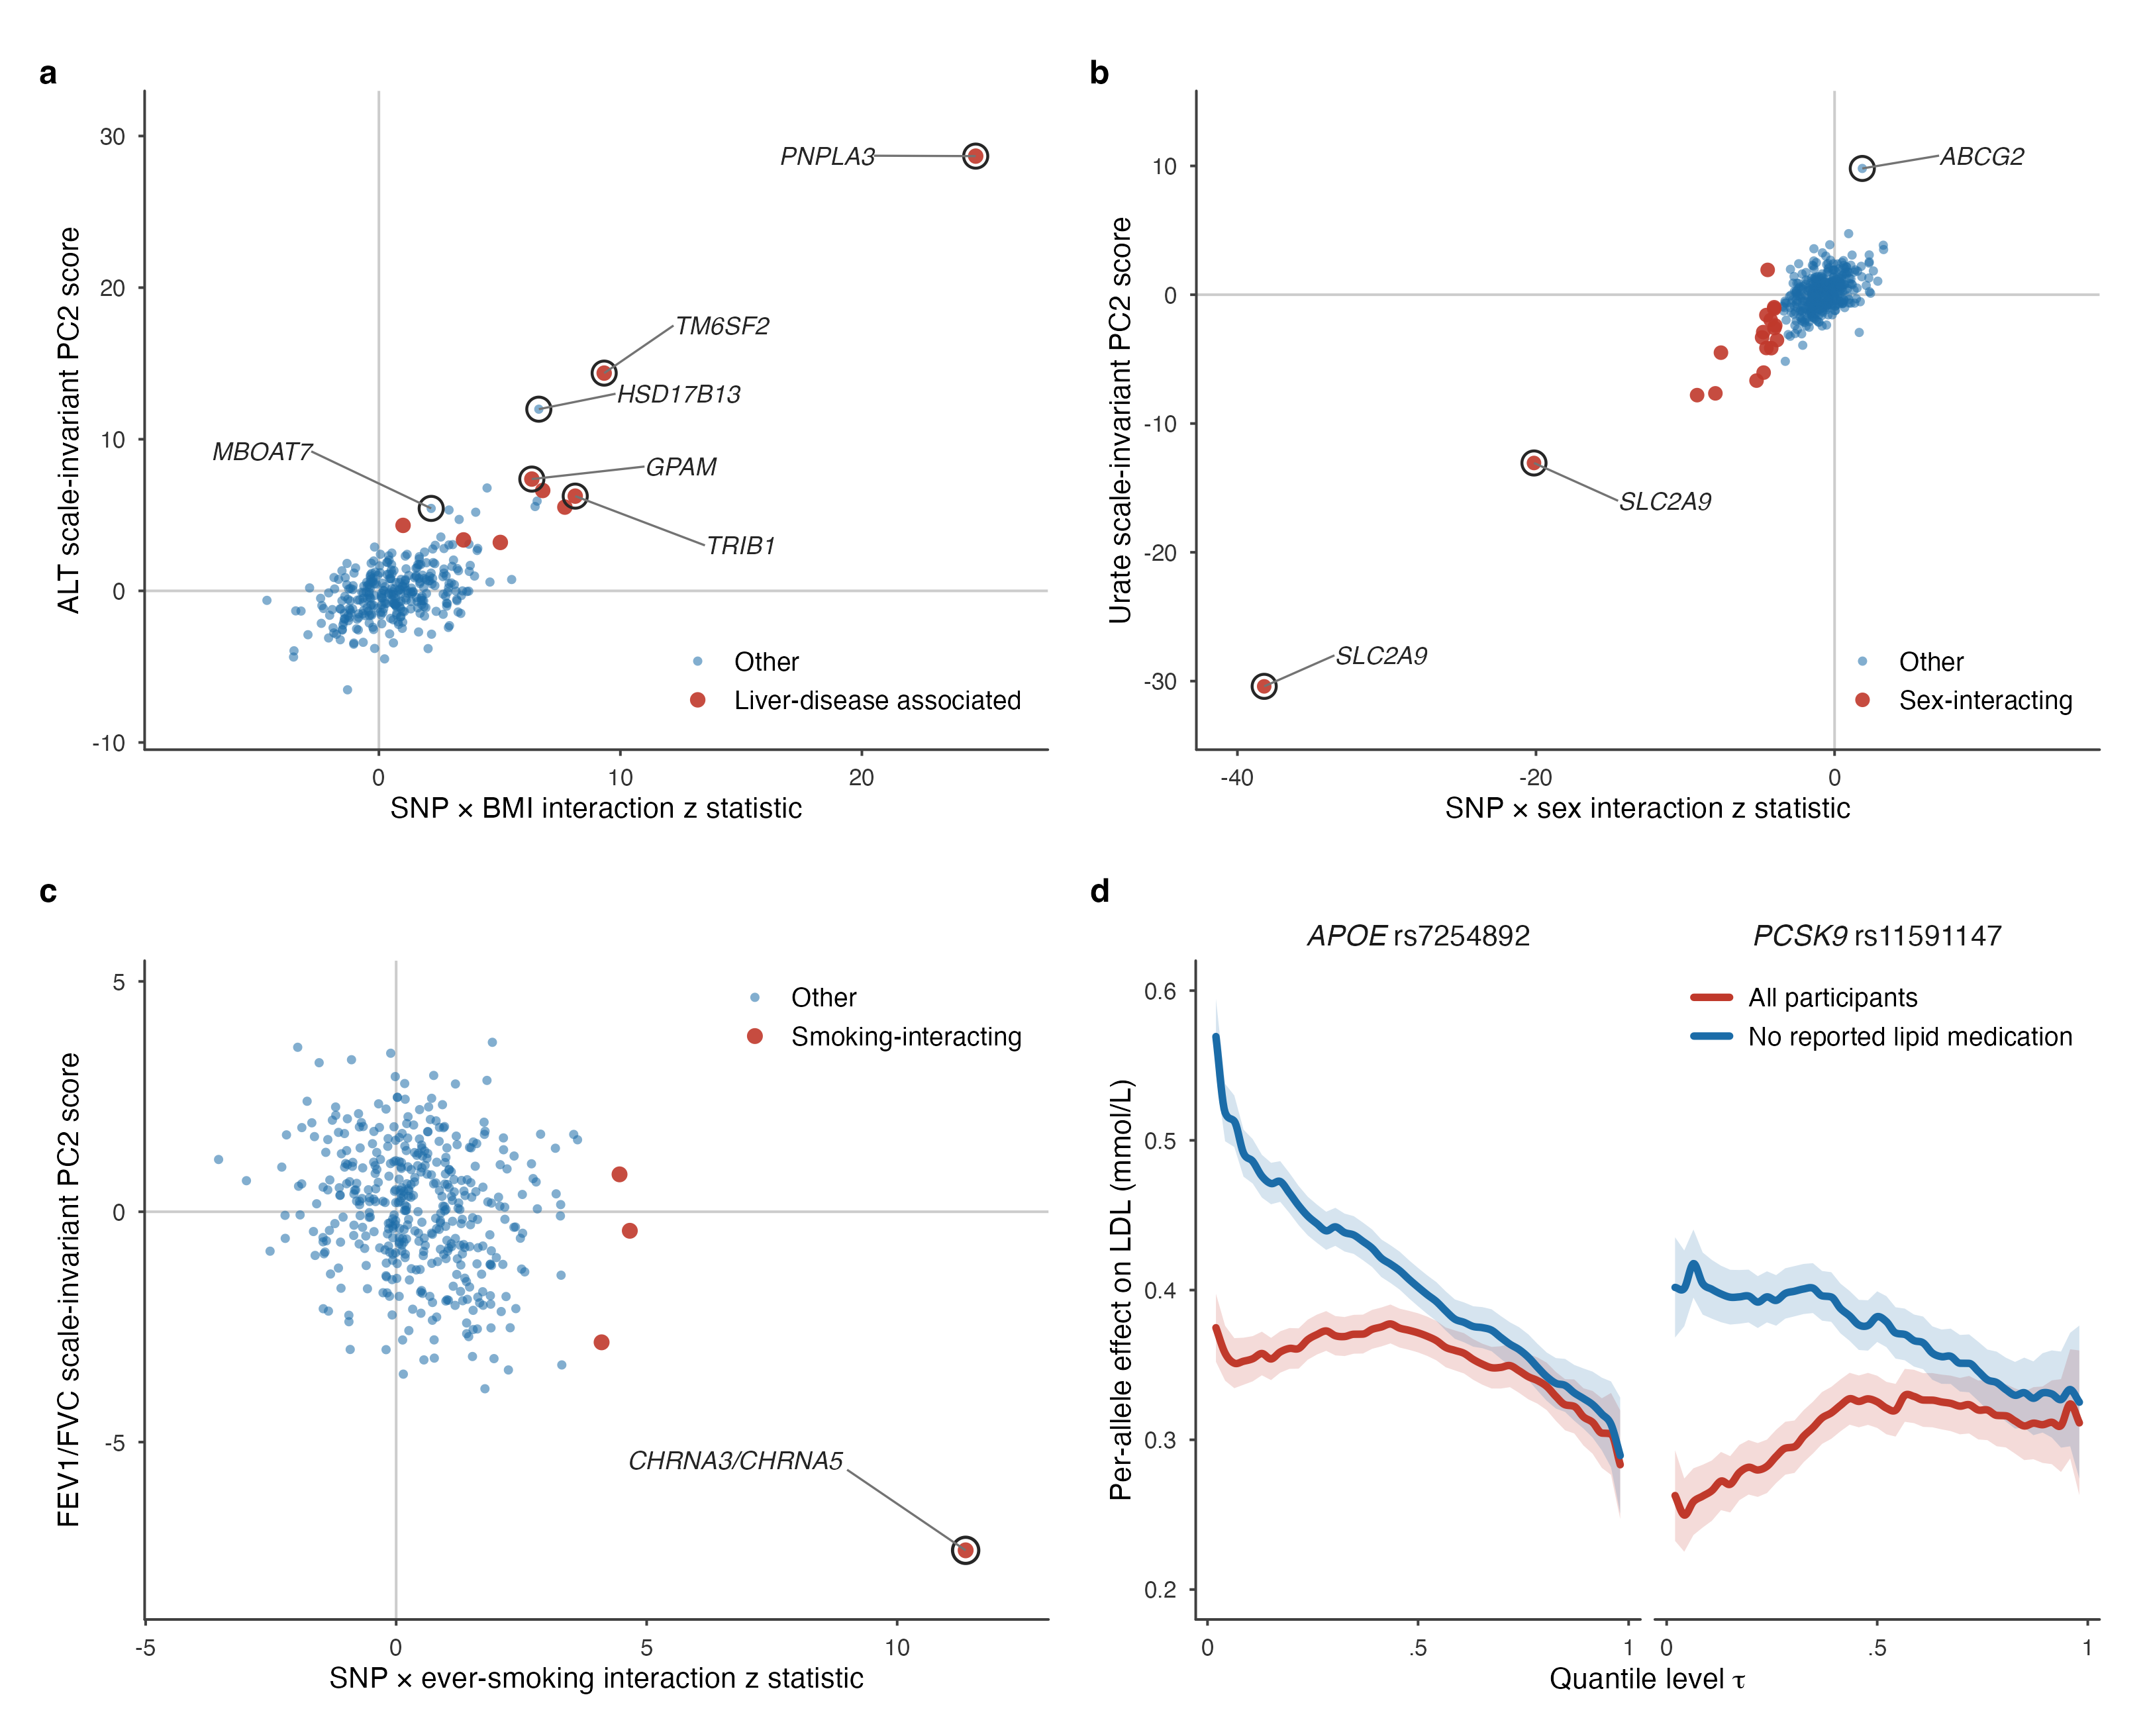 a
30
20
10
0
-10
ALT scale-invariant PC2 score
PNPLA3
TM6SF2
HSD17B13
MBOAT7
GPAM
TRIB1
Other
Liver-disease associated
0
10
20
SNP × BMI interaction z statistic
b
10
0
-10
-20
-30
Urate scale-invariant PC2 score
ABCG2
SLC2A9
SLC2A9
Other
Sex-interacting
-40
-20
0
SNP × sex interaction z statistic
c
5
0
-5
FEV1/FVC scale-invariant PC2 score
Other
Smoking-interacting
CHRNA3/CHRNA5
-5
0
5
10
SNP × ever-smoking interaction z statistic
d
APOE rs7254892
PCSK9 rs11591147
0.6
0.5
0.4
0.3
0.2
Per-allele effect on LDL (mmol/L)
All participants
No reported lipid medication
0
.5
1
0
.5
1
Quantile level τ